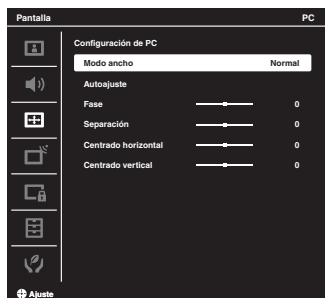 Pantalla PC
Configuración de PC
Modo ancho Normal
Autoajuste
Fase 0
Separación 0
Centrado horizontal 0
Centrado vertical 0
Ajuste